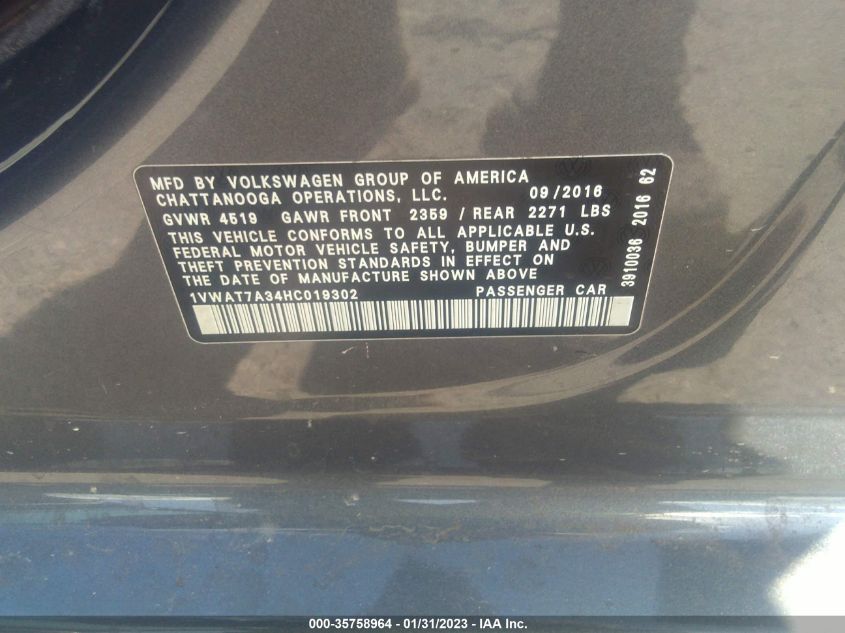 MFD BY VOLKSWAGEN GROUP OF AMERICA
CHATTANOOGA OPERATIONS, LLC. 09/2016
GVWR 4519 GAWR FRONT 2359 / REAR 2271 LBS
THIS VEHICLE CONFORMS TO ALL APPLICABLE U.S.
FEDERAL MOTOR VEHICLE SAFETY, BUMPER AND
THEFT PREVENTION STANDARDS IN EFFECT ON
THE DATE OF MANUFACTURE SHOWN ABOVE
1VWAT7A34HC019302 PASSENGER CAR
3910036 2016 62
000-35758964 - 01/31/2023 - IAA Inc.